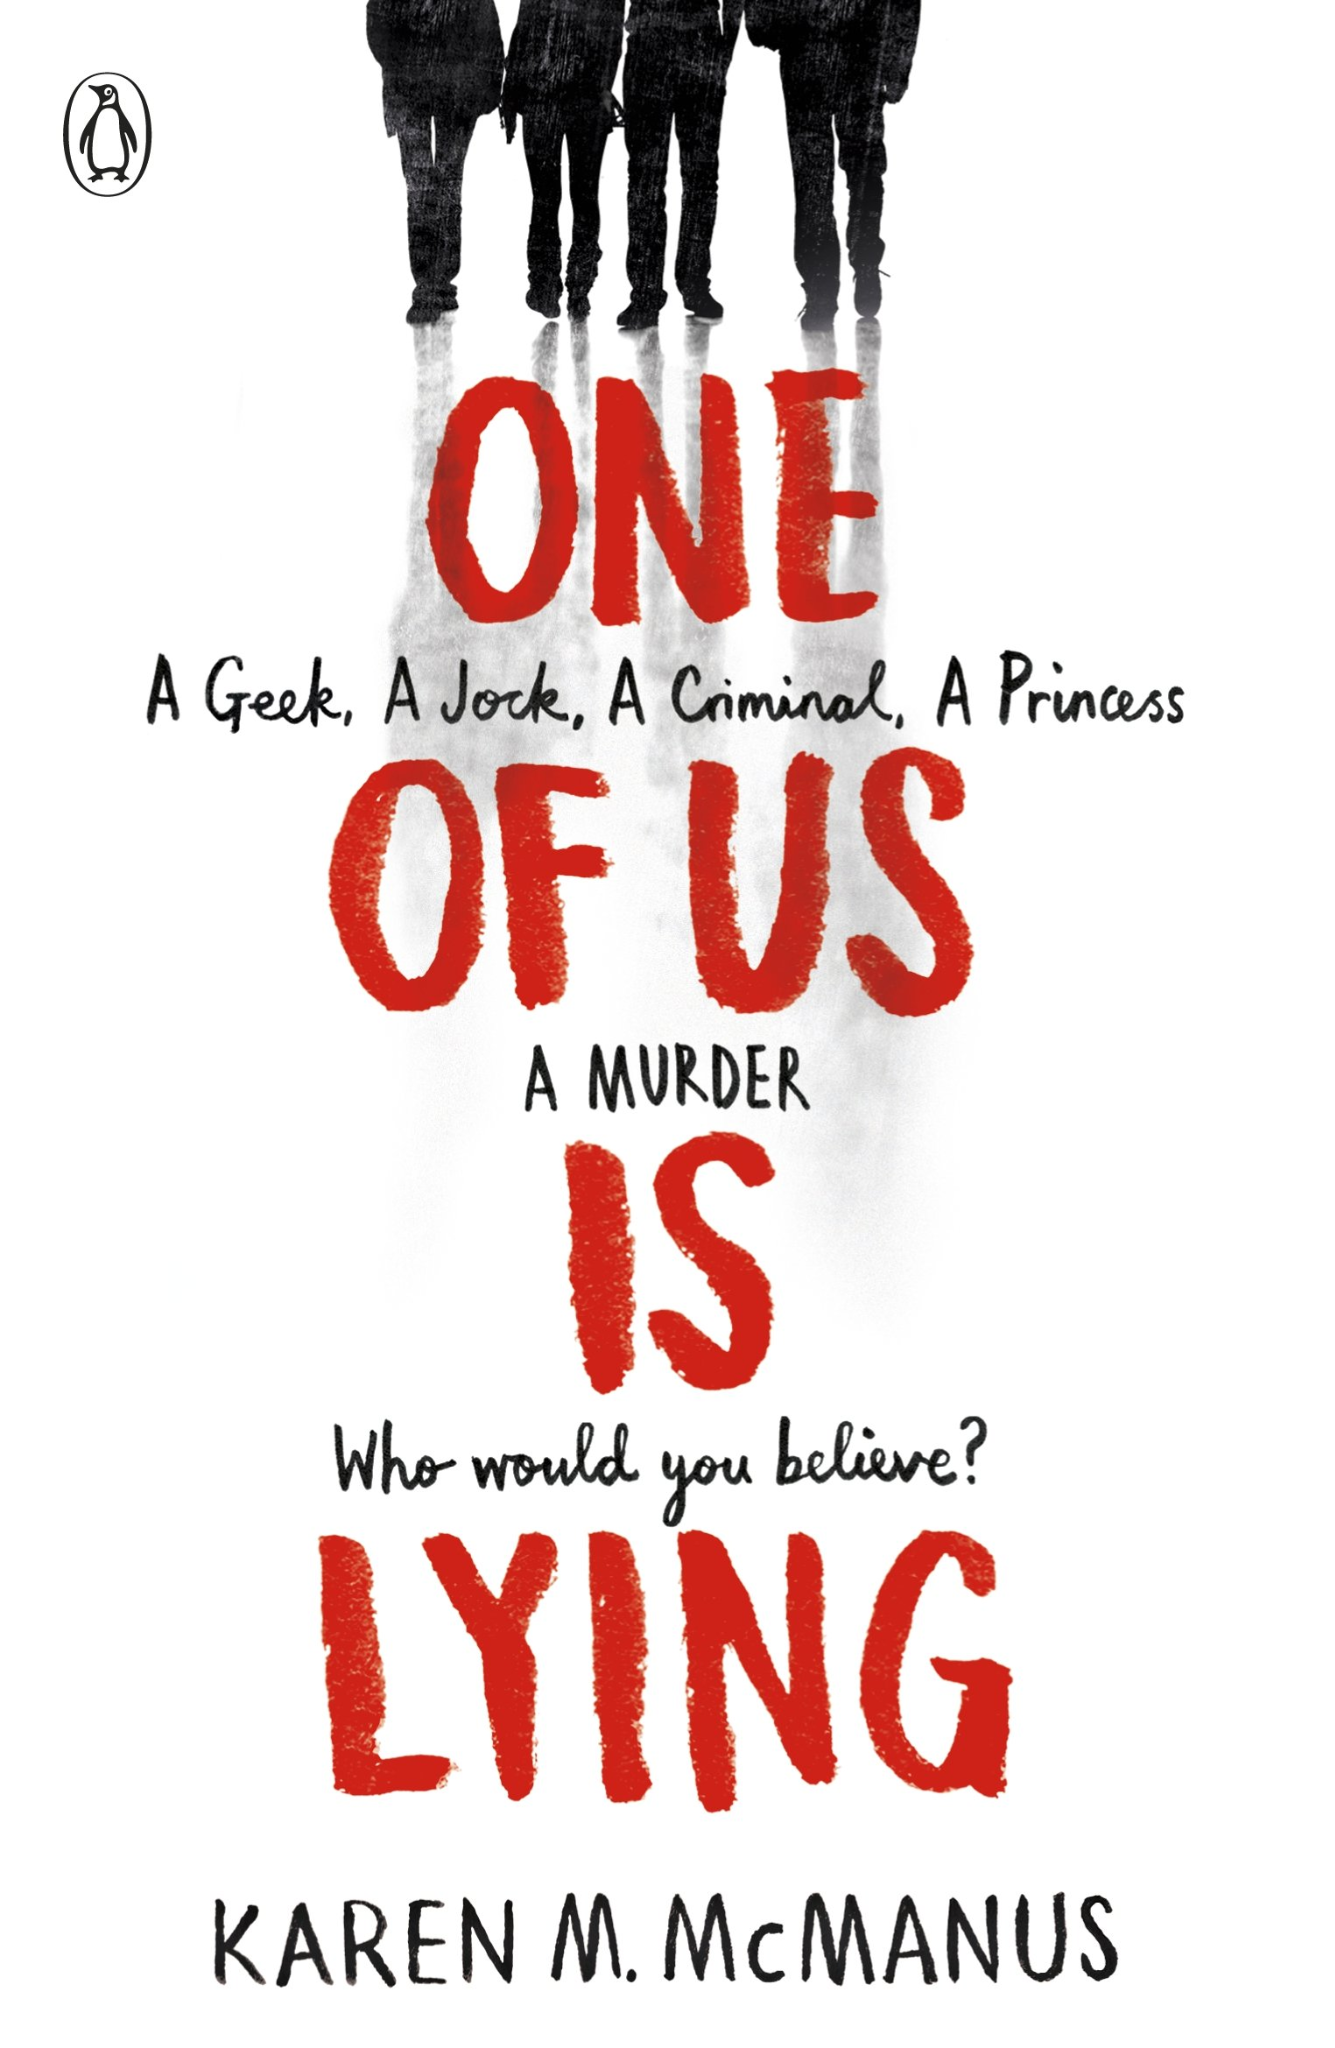 ONE
A Geek, A Jock, A Criminal, A Princess
OF US
A MURDER
IS
Who would you believe?
LYING
KAREN M. McMANUS